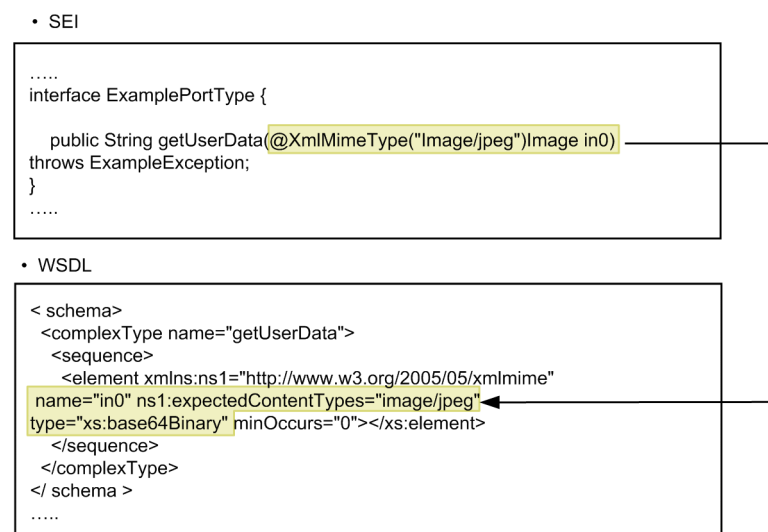 • SEI
.....
interface ExamplePortType {
public String getUserData(@XmlMimeType("Image/jpeg")Image in0)
throws ExampleException;
}
.....
• WSDL
< schema>
<complexType name="getUserData">
<sequence>
<element xmlns:ns1="http://www.w3.org/2005/05/xmlmime"
name="in0" ns1:expectedContentTypes="image/jpeg"
type="xs:base64Binary" minOccurs="0"></xs:element>
</sequence>
</complexType>
</ schema >
.....